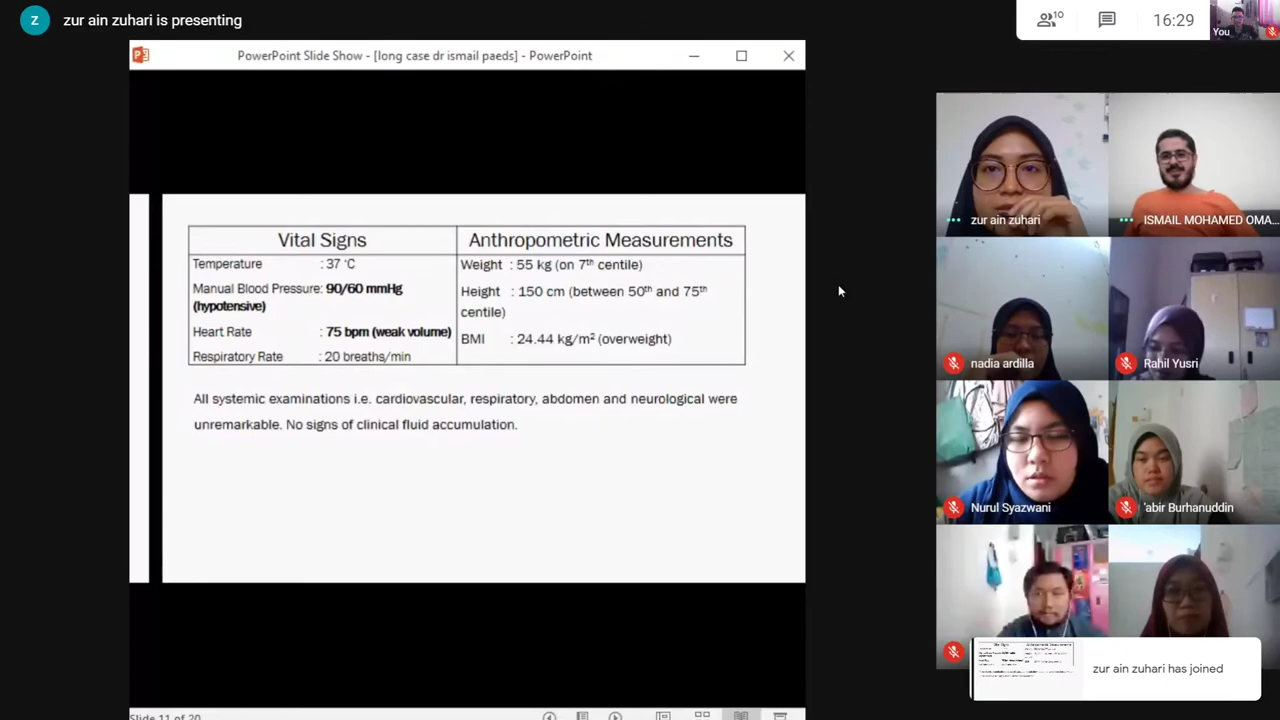 Z
zur ain zuhari is presenting
10
16:29
You
PowerPoint Slide Show - [long case dr ismail paeds] - PowerPoint
Vital Signs
Temperature : 37 °C
Manual Blood Pressure: 90/60 mmHg
(hypotensive)
Heart Rate : 75 bpm (weak volume)
Respiratory Rate : 20 breaths/min
Anthropometric Measurements
Weight : 55 kg (on 7th centile)
Height : 150 cm (between 50th and 75th
centile)
BMI : 24.44 kg/m² (overweight)
All systemic examinations i.e. cardiovascular, respiratory, abdomen and neurological were
unremarkable. No signs of clinical fluid accumulation.
Slide 11 of 20
zur ain zuhari
ISMAIL MOHAMED OMA...
nadia ardilla
Rahil Yusri
Nurul Syazwani
'abir Burhanuddin
zur ain zuhari has joined